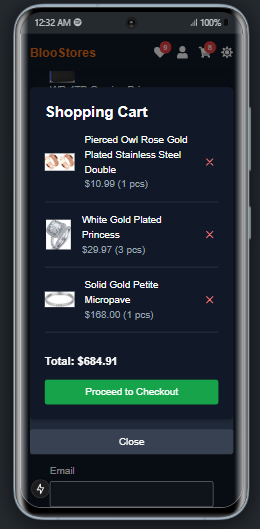 12:32 AM
100%
BlooStores
9
8
Shopping Cart
Pierced Owl Rose Gold
Plated Stainless Steel
Double
$10.99 (1 pcs)
White Gold Plated
Princess
$29.97 (3 pcs)
Solid Gold Petite
Micropave
$168.00 (1 pcs)
Total: $684.91
Proceed to Checkout
Close
Email